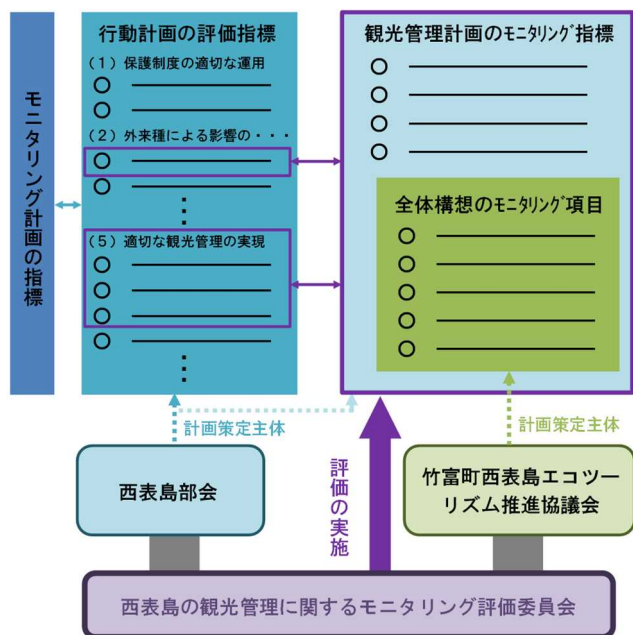 モニタリング計画の指標
行動計画の評価指標
(1)保護制度の適切な運用
(2)外来種による影響の・・・
(5)適切な観光管理の実現
観光管理計画のモニタリング指標
全体構想のモニタリング項目
計画策定主体
計画策定主体
西表島部会
評価の実施
竹富町西表島エコツー
リズム推進協議会
西表島の観光管理に関するモニタリング評価委員会